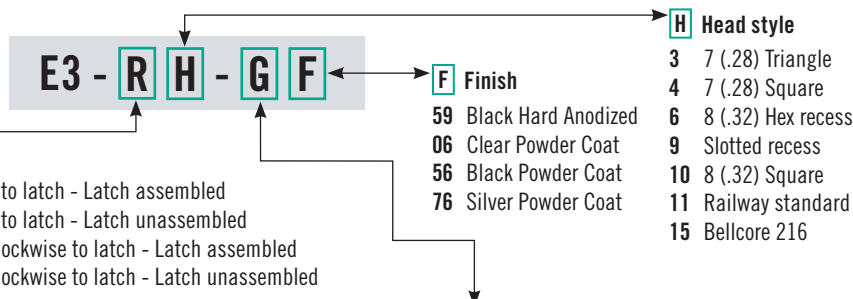 E3 - R H - G F
H Head style
3 7 (.28) Triangle
4 7 (.28) Square
6 8 (.32) Hex recess
9 Slotted recess
10 8 (.32) Square
11 Railway standard
15 Bellcore 216
F Finish
59 Black Hard Anodized
06 Clear Powder Coat
56 Black Powder Coat
76 Silver Powder Coat
to latch - Latch assembled
to latch - Latch unassembled
ockwise to latch - Latch assembled
ockwise to latch - Latch unassembled